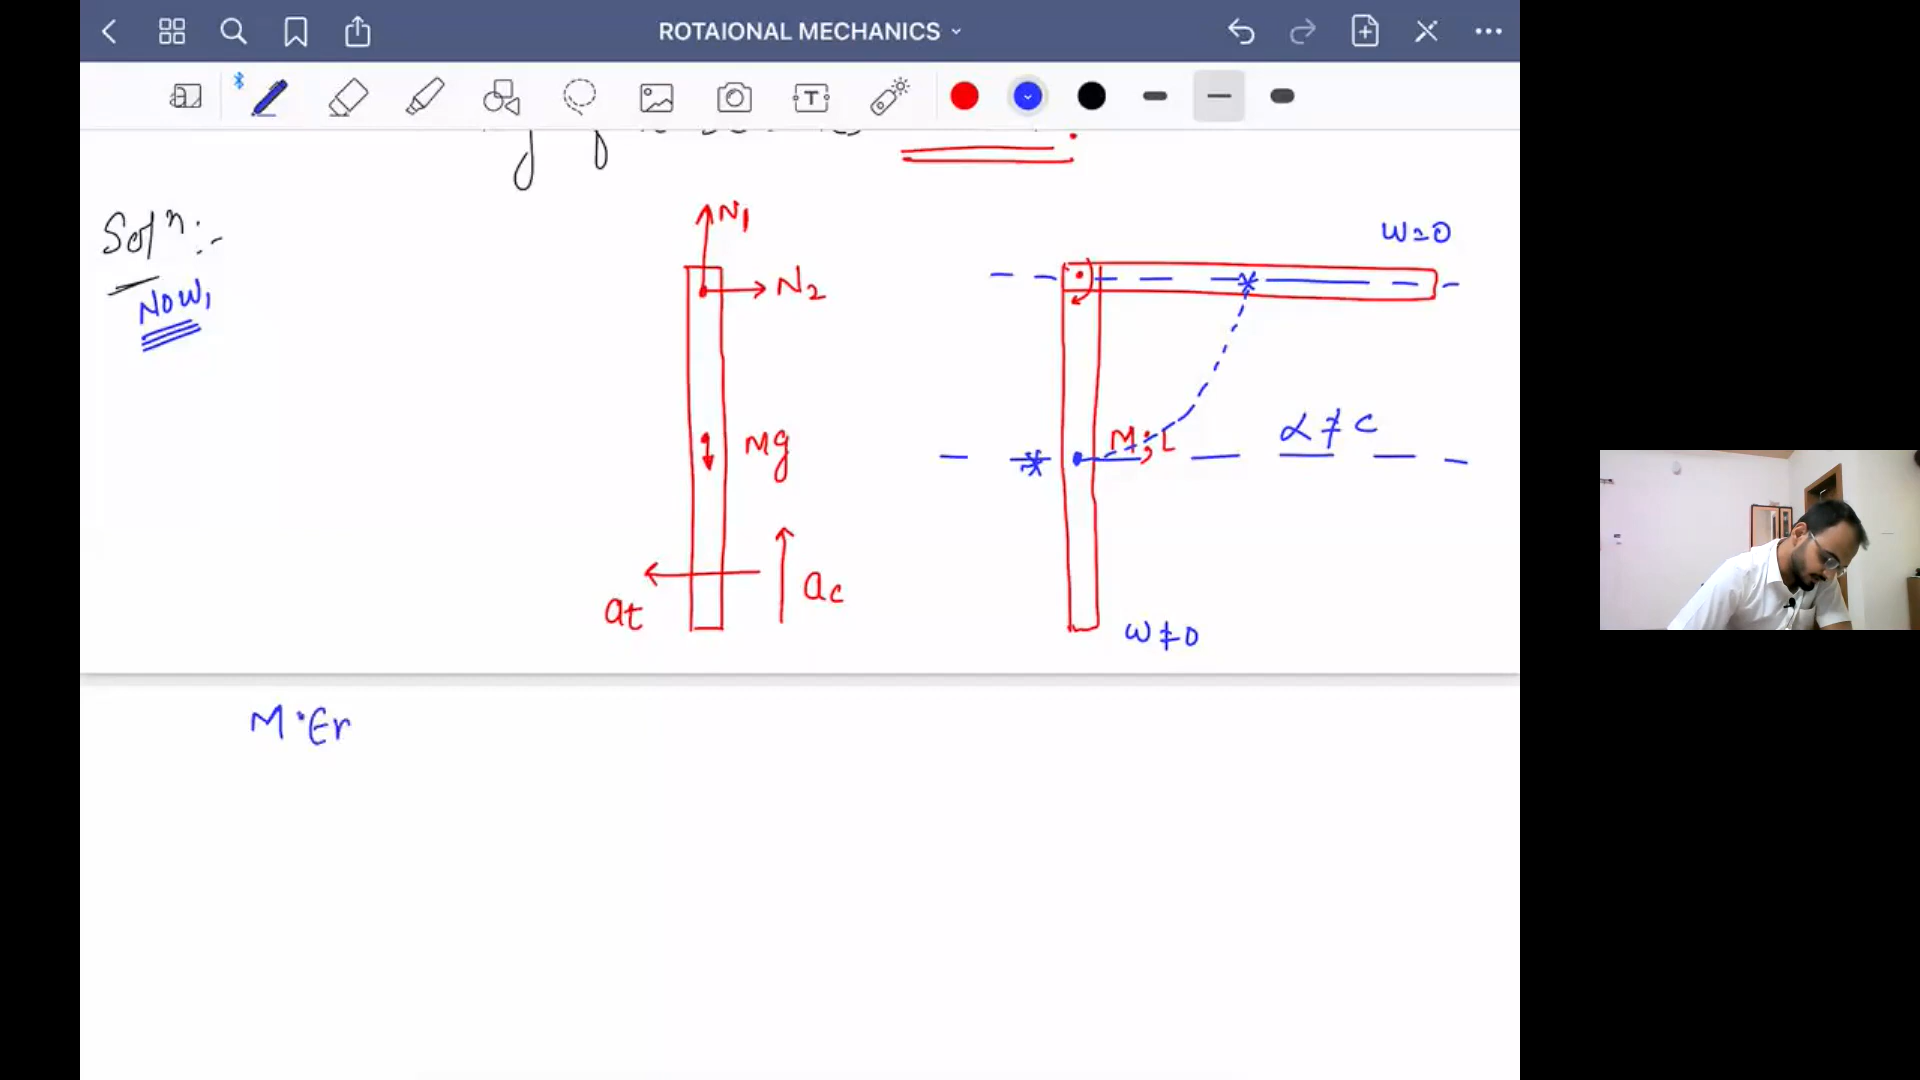 ROTAIONAL MECHANICS
T
Solⁿ:-
Now,
N1
N2
Mg
at
ac
w=0
M;L
α ≠ c
w≠0
M.Er